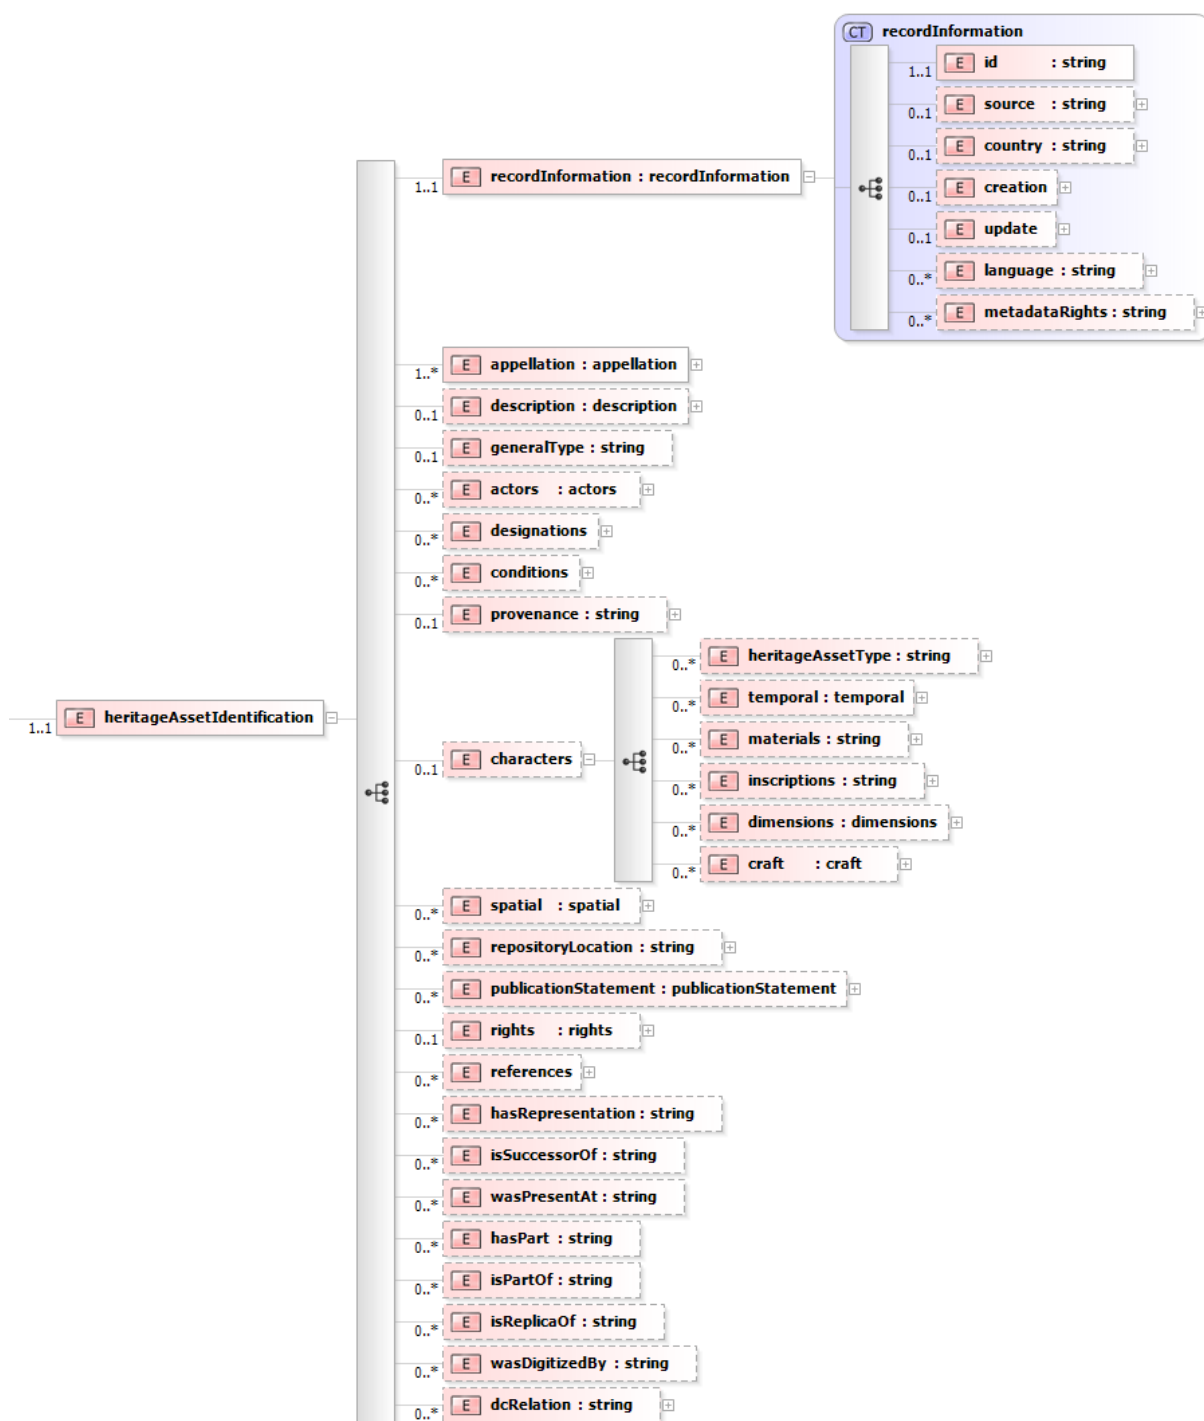 CT recordInformation
1..1 E id : string
0..1 E source : string
0..1 E country : string
0..1 E creation
0..1 E update
0..* E language : string
0..* E metadataRights : string
1..1 E recordInformation : recordInformation
1..* E appellation : appellation
0..1 E description : description
0..1 E generalType : string
0..* E actors : actors
0..* E designations
0..* E conditions
0..1 E provenance : string
1..1 E heritageAssetIdentification
0..1 E characters
0..* E heritageAssetType : string
0..* E temporal : temporal
0..* E materials : string
0..* E inscriptions : string
0..* E dimensions : dimensions
0..* E craft : craft
0..* E spatial : spatial
0..* E repositoryLocation : string
0..* E publicationStatement : publicationStatement
0..1 E rights : rights
0..* E references
0..* E hasRepresentation : string
0..* E isSuccessorOf : string
0..* E wasPresentAt : string
0..* E hasPart : string
0..* E isPartOf : string
0..* E isReplicaOf : string
0..* E wasDigitizedBy : string
0..* E dcRelation : string